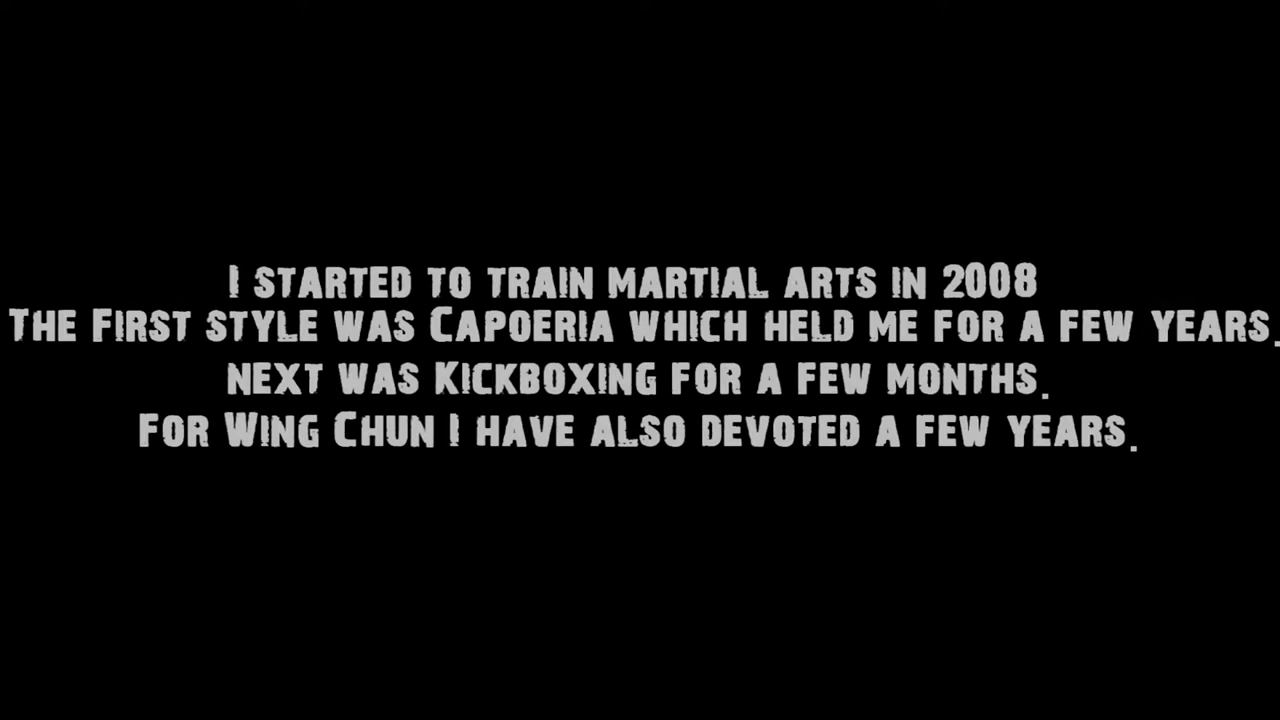 I started to train martial arts in 2008
The First style was Capoeria which held me for a few years.
next was Kickboxing for a few months.
For Wing Chun I have also devoted a few years.